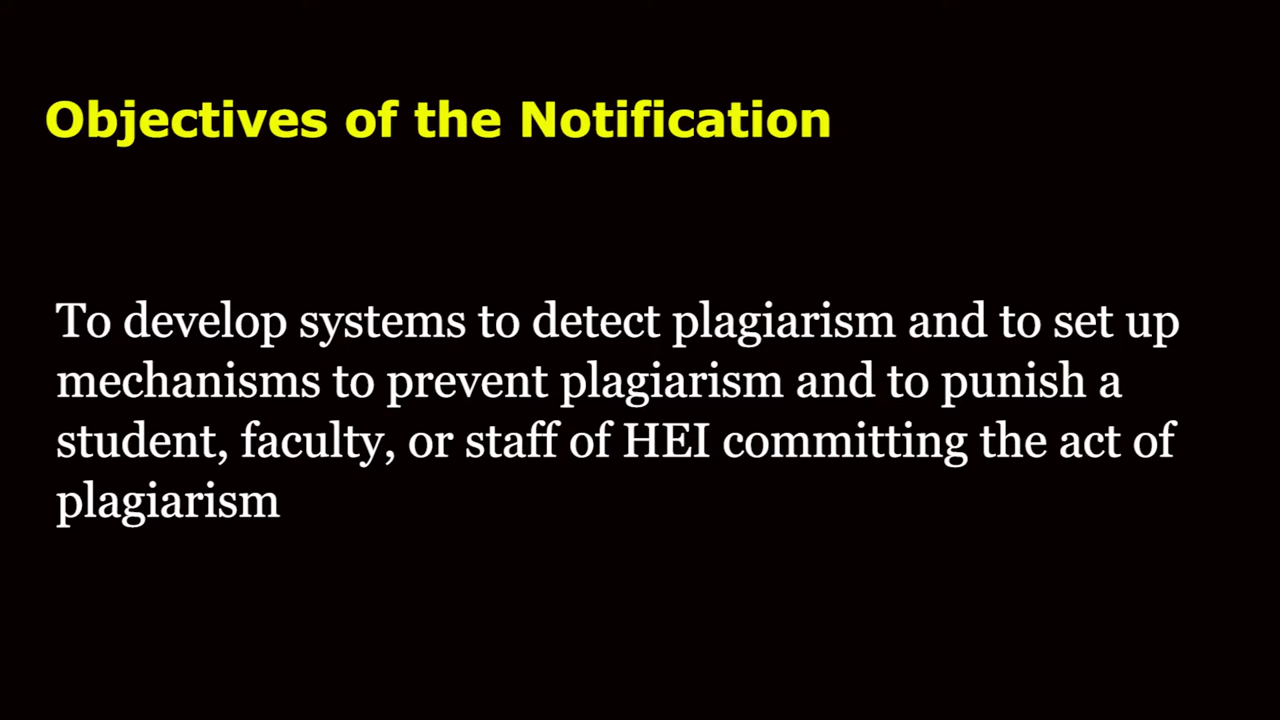 Objectives of the Notification
To develop systems to detect plagiarism and to set up
mechanisms to prevent plagiarism and to punish a
student, faculty, or staff of HEI committing the act of
plagiarism